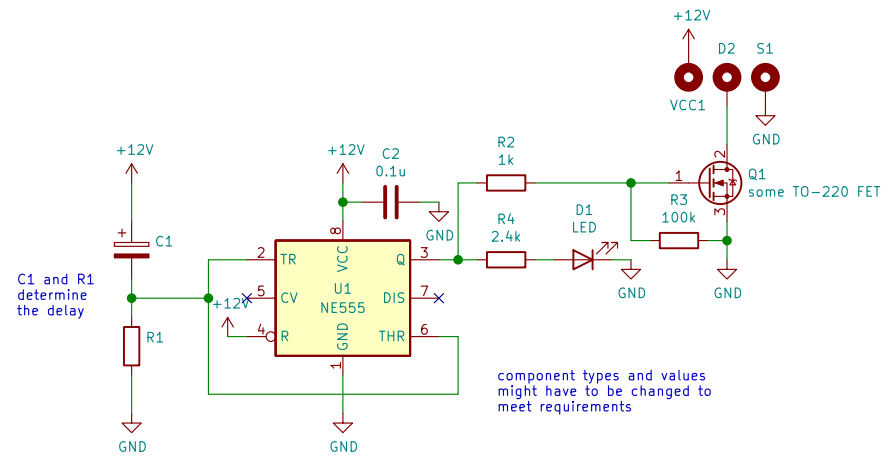 +12V
D2
S1
VCC1
GND
+12V
+12V
C2
0.1u
R2
1k
2
1
Q1
some TO-220 FET
3
R3
100k
GND
+
C1
8
R4
2.4k
D1
LED
2
TR
VCC
Q
3
GND
GND
C1 and R1
determine
the delay
5
CV
U1
NE555
DIS
7
+12V
4
R
GND
THR
6
R1
1
component types and values
might have to be changed to
meet requirements
GND
GND